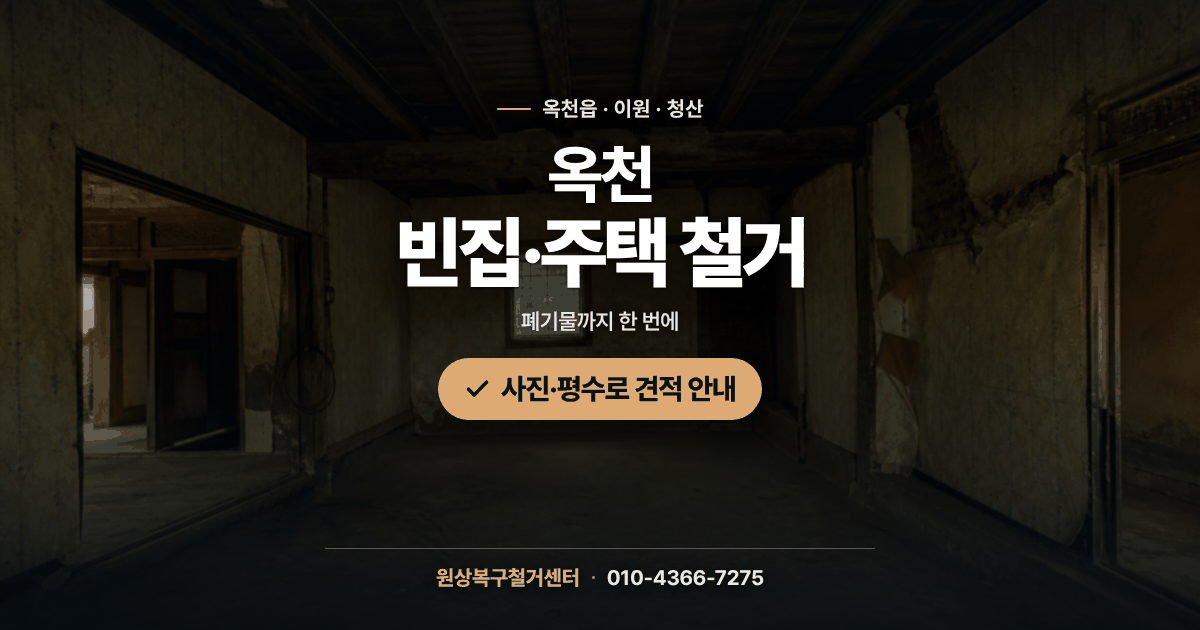 옥천읍 · 이원 · 청산
옥천
빈집·주택 철거
폐기물까지 한 번에
사진·평수로 견적 안내
원상복구철거센터 · 010-4366-7275